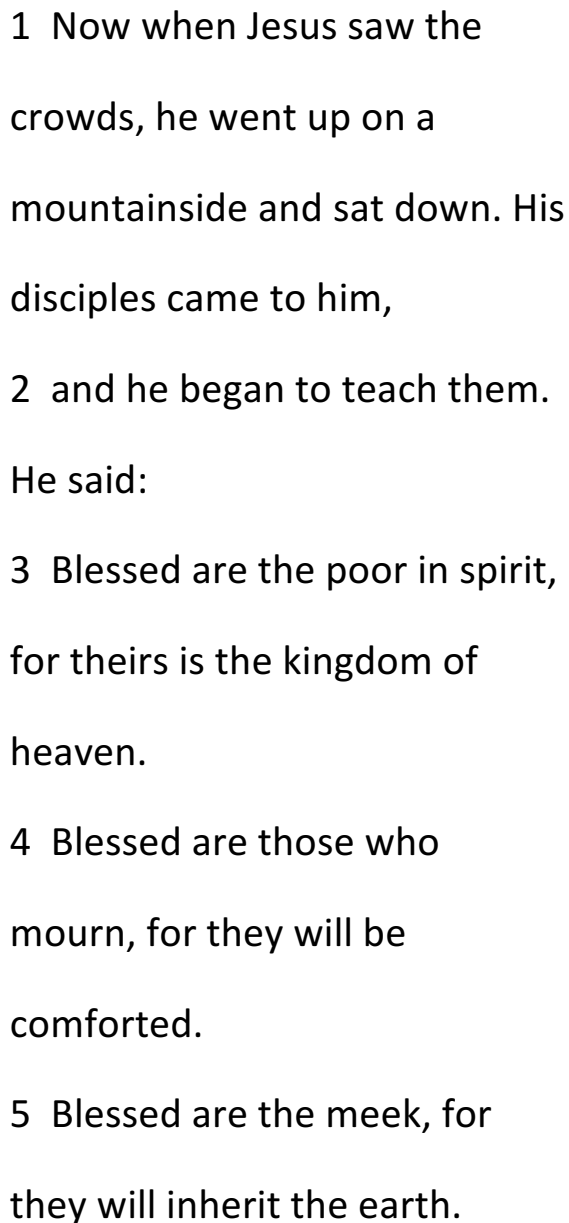 1 Now when Jesus saw the
crowds, he went up on a
mountainside and sat down. His
disciples came to him,
2 and he began to teach them.
He said:
3 Blessed are the poor in spirit,
for theirs is the kingdom of
heaven.
4 Blessed are those who
mourn, for they will be
comforted.
5 Blessed are the meek, for
they will inherit the earth.